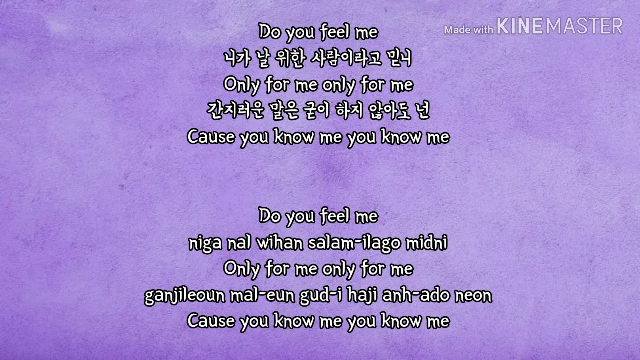 Made with KINEMASTER
Do you feel me
니가 날 위한 사람이라고 믿니
Only for me only for me
간지러운 말은 굳이 하지 않아도 넌
Cause you know me you know me
Do you feel me
niga nal wihan salam-ilago midni
Only for me only for me
ganjileoun mal-eun gud-i haji anh-ado neon
Cause you know me you know me